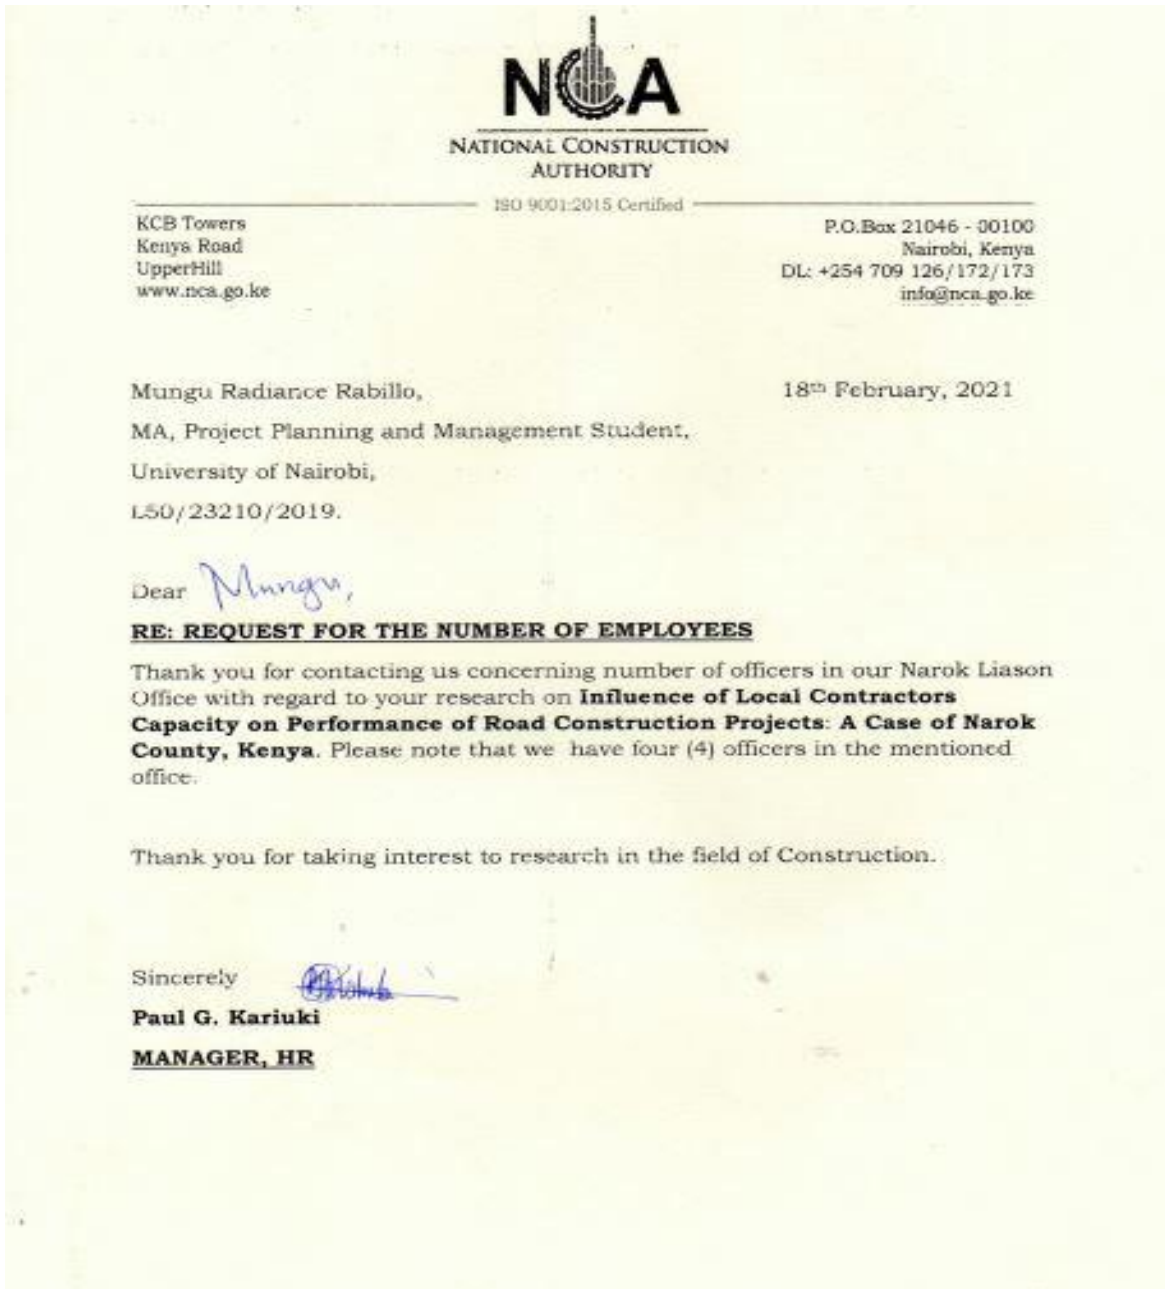 NCA
NATIONAL CONSTRUCTION
AUTHORITY
ISO 9001:2015 Certified
KCB Towers
Kenya Road
UpperHill
www.nca.go.ke
P.O.Box 21046 - 00100
Nairobi, Kenya
DL: +254 709 126/172/173
info@nca.go.ke
Mungu Radiance Rabillo,
18th February, 2021
MA, Project Planning and Management Student,
University of Nairobi,
L50/23210/2019.
Dear Mungu,
RE: REQUEST FOR THE NUMBER OF EMPLOYEES
Thank you for contacting us concerning number of officers in our Narok Liason
Office with regard to your research on Influence of Local Contractors
Capacity on Performance of Road Construction Projects: A Case of Narok
County, Kenya. Please note that we have four (4) officers in the mentioned
office.
Thank you for taking interest to research in the field of Construction.
Sincerely
Paul G. Kariuki
MANAGER, HR